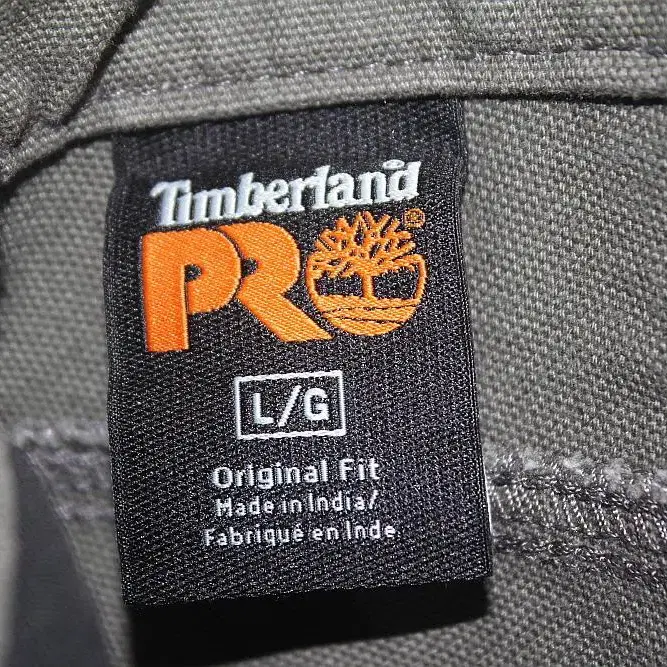 Timberland
PRO®
L/G
Original Fit
Made in India/
Fabriqué en Inde